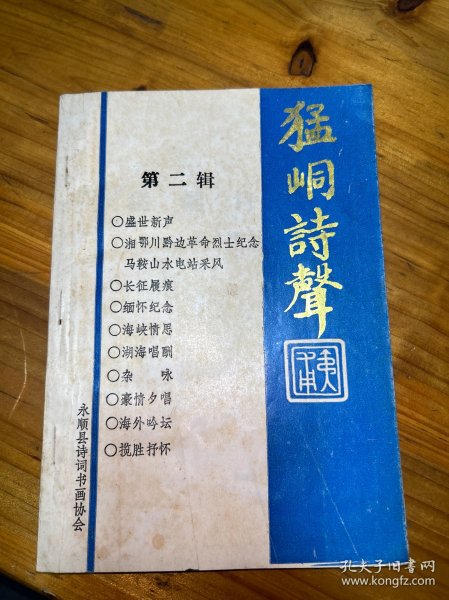 猛峒詩聲
第二辑
○盛世新声
○湘鄂川黔边革命烈士纪念
马鞍山水电站采风
○长征履痕
○缅怀纪念
○海峡情思
○湖海唱酬
○杂 咏
○豪情夕唱
○海外吟坛
○揽胜抒怀
永顺县诗词书画协会
孔夫子旧书网
www.kongfz.com